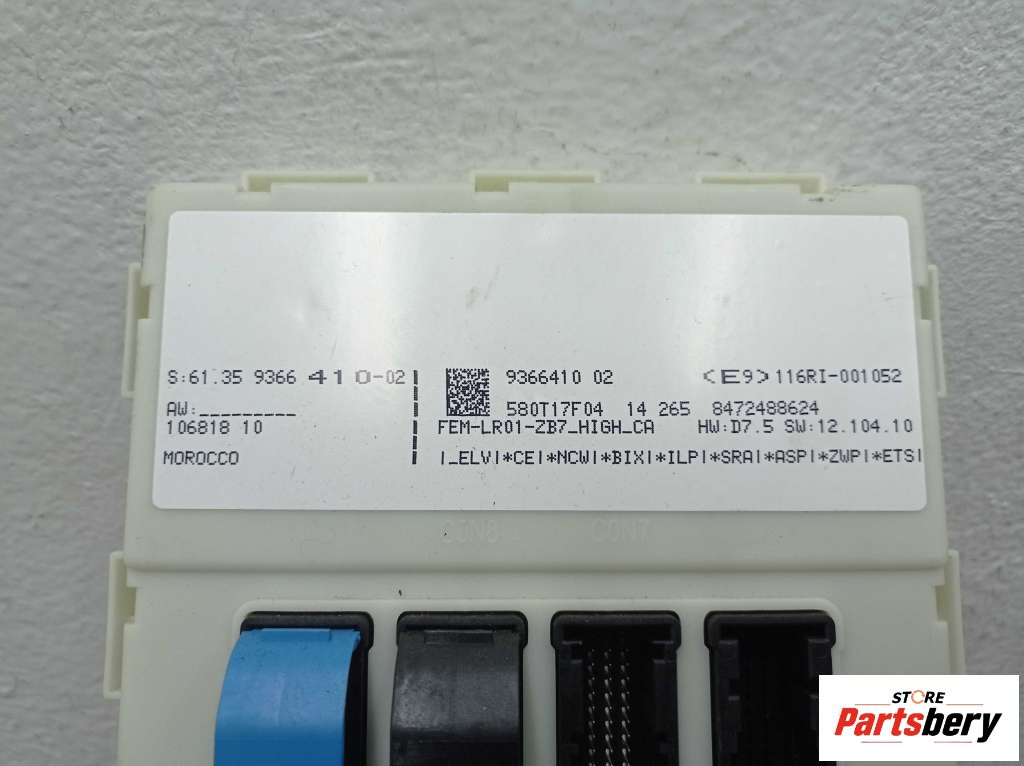 S:61.35 9366 410-02
AW:_________
106818 10
MOROCCO
9366410 02 <E9>116RI-001052
580T17F04 14 265 8472488624
FEM-LR01-ZB7_HIGH_CA HW:D7.5 SW:12.104.10
|_ELV|*CE|*NCW|*BIX|*ILP|*SRA|*ASP|*ZWP|*ETS|
CON8-1 CON7
STORE
Partsbery